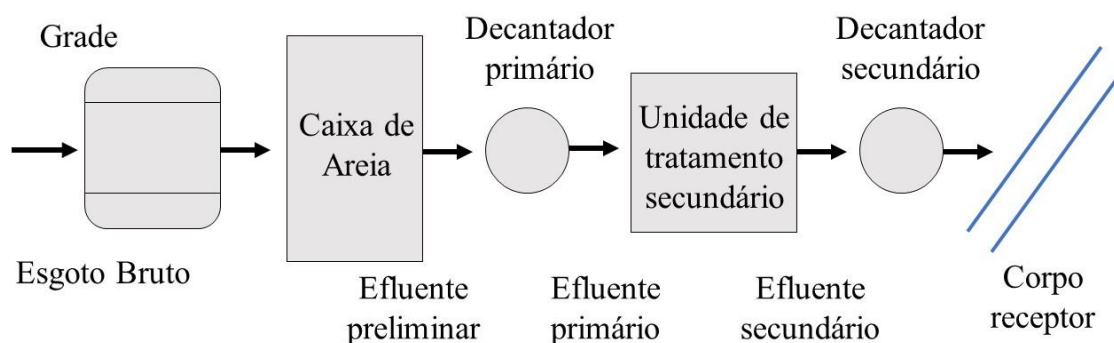 Grade
Esgoto Bruto
Caixa de
Areia
Efluente
preliminar
Decantador
primário
Efluente
primário
Unidade de
tratamento
secundário
Efluente
secundário
Decantador
secundário
Corpo
receptor